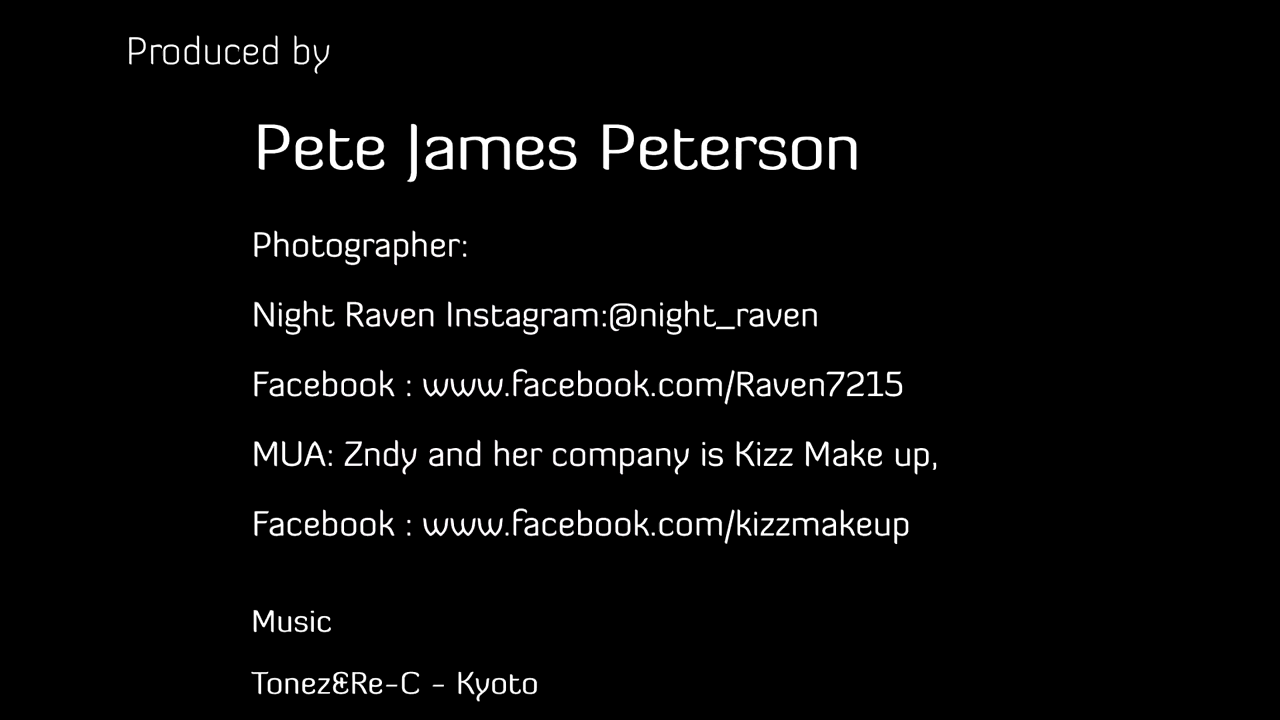 Produced by
Pete James Peterson
Photographer:
Night Raven Instagram:@night_raven
Facebook : www.facebook.com/Raven7215
MUA: Zndy and her company is Kizz Make up,
Facebook : www.facebook.com/kizzmakeup
Music
Tonez&Re-C - Kyoto